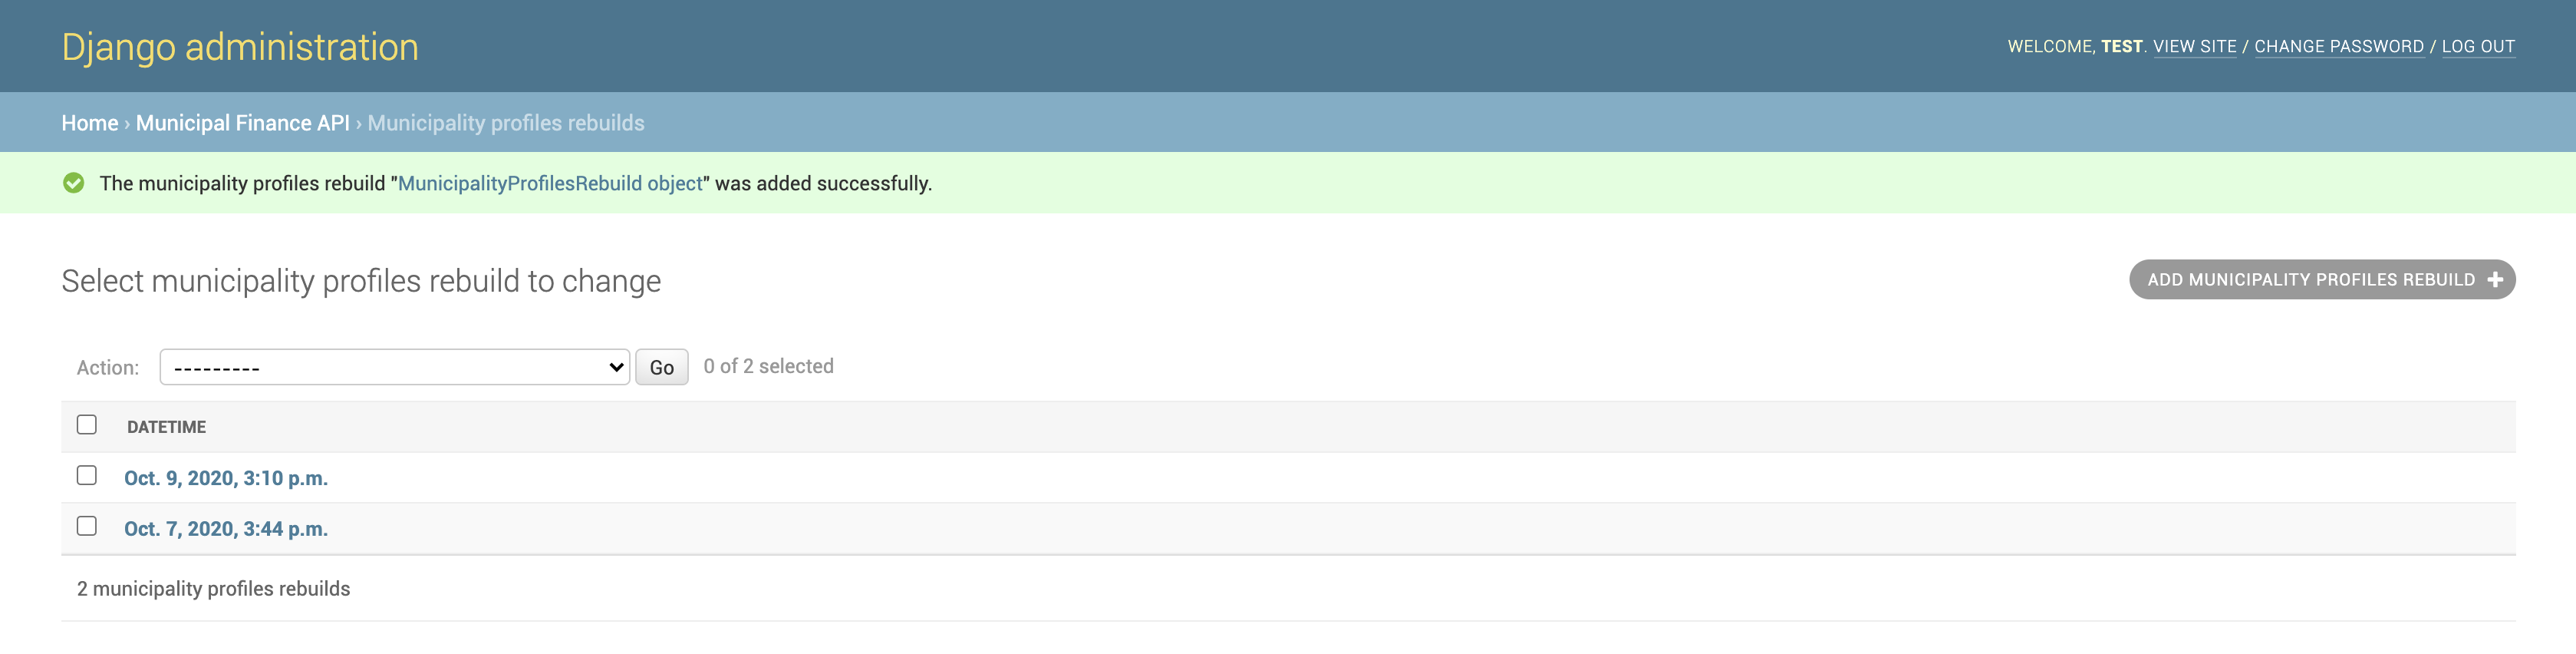 Django administration
WELCOME, TEST. VIEW SITE / CHANGE PASSWORD / LOG OUT
Home › Municipal Finance API › Municipality profiles rebuilds
The municipality profiles rebuild "MunicipalityProfilesRebuild object" was added successfully.
Select municipality profiles rebuild to change
ADD MUNICIPALITY PROFILES REBUILD +
Action: --------- Go 0 of 2 selected
DATETIME
Oct. 9, 2020, 3:10 p.m.
Oct. 7, 2020, 3:44 p.m.
2 municipality profiles rebuilds